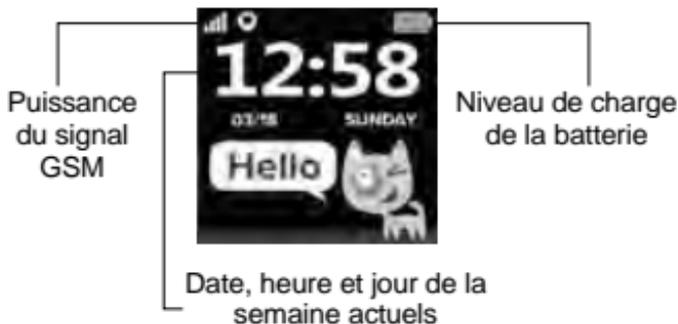 12:58
03/18 SUNDAY
Hello
Puissance
du signal
GSM
Niveau de charge
de la batterie
Date, heure et jour de la
semaine actuels